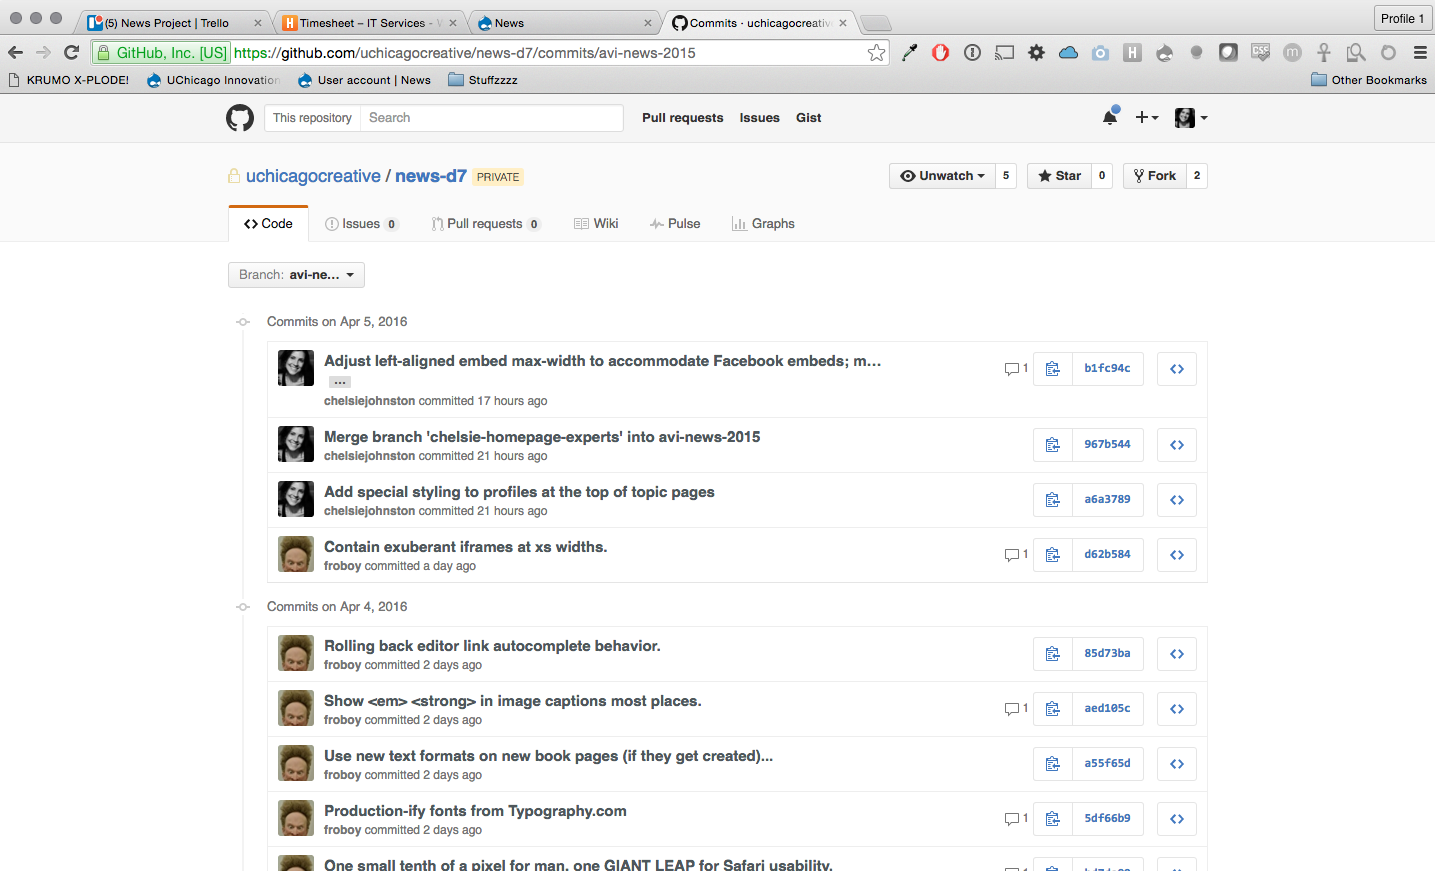 (5) News Project | Trello
Timesheet – IT Services -
News
Commits · uchicagocreative
Profile 1
GitHub, Inc. [US] https://github.com/uchicagocreative/news-d7/commits/avi-news-2015
KRUMO X-PLODE!
UChicago Innovation
User account | News
Stuffzzzz
Other Bookmarks
This repository Search
Pull requests Issues Gist
uchicagocreative / news-d7 PRIVATE
Unwatch 5
Star 0
Fork 2
Code
Issues 0
Pull requests 0
Wiki
Pulse
Graphs
Branch: avi-ne...
Commits on Apr 5, 2016
Adjust left-aligned embed max-width to accommodate Facebook embeds; m…
1 b1fc94c
...
chelsiejohnston committed 17 hours ago
Merge branch 'chelsie-homepage-experts' into avi-news-2015
967b544
chelsiejohnston committed 21 hours ago
Add special styling to profiles at the top of topic pages
a6a3789
chelsiejohnston committed 21 hours ago
Contain exuberant iframes at xs widths.
1 d62b584
froboy committed a day ago
Commits on Apr 4, 2016
Rolling back editor link autocomplete behavior.
85d73ba
froboy committed 2 days ago
Show <em> <strong> in image captions most places.
1 aed105c
froboy committed 2 days ago
Use new text formats on new book pages (if they get created)...
a55f65d
froboy committed 2 days ago
Production-ify fonts from Typography.com
1 5df66b9
froboy committed 2 days ago
One small tenth of a pixel for man, one GIANT LEAP for Safari usability.